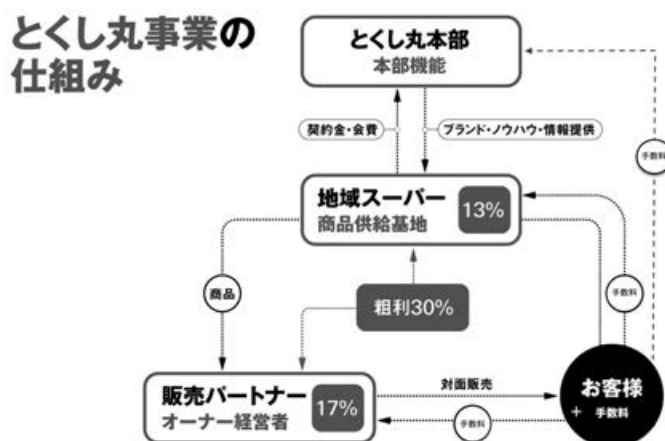 とくし丸事業の
仕組み
とくし丸本部
本部機能
契約金・会費
ブランド・ノウハウ・情報提供
手数料
地域スーパー
商品供給基地
13%
商品
粗利30%
手数料
販売パートナー
オーナー経営者
17%
対面販売
手数料
お客様
+ 手数料